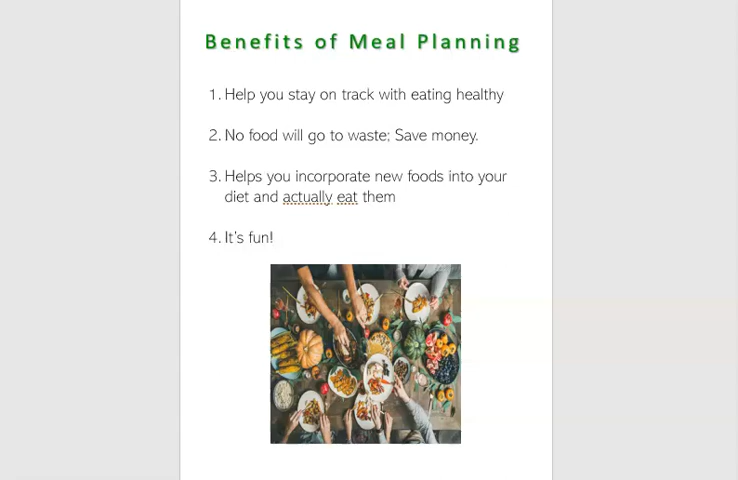 Benefits of Meal Planning
1. Help you stay on track with eating healthy
2. No food will go to waste; Save money.
3. Helps you incorporate new foods into your
diet and actually eat them
4. It's fun!